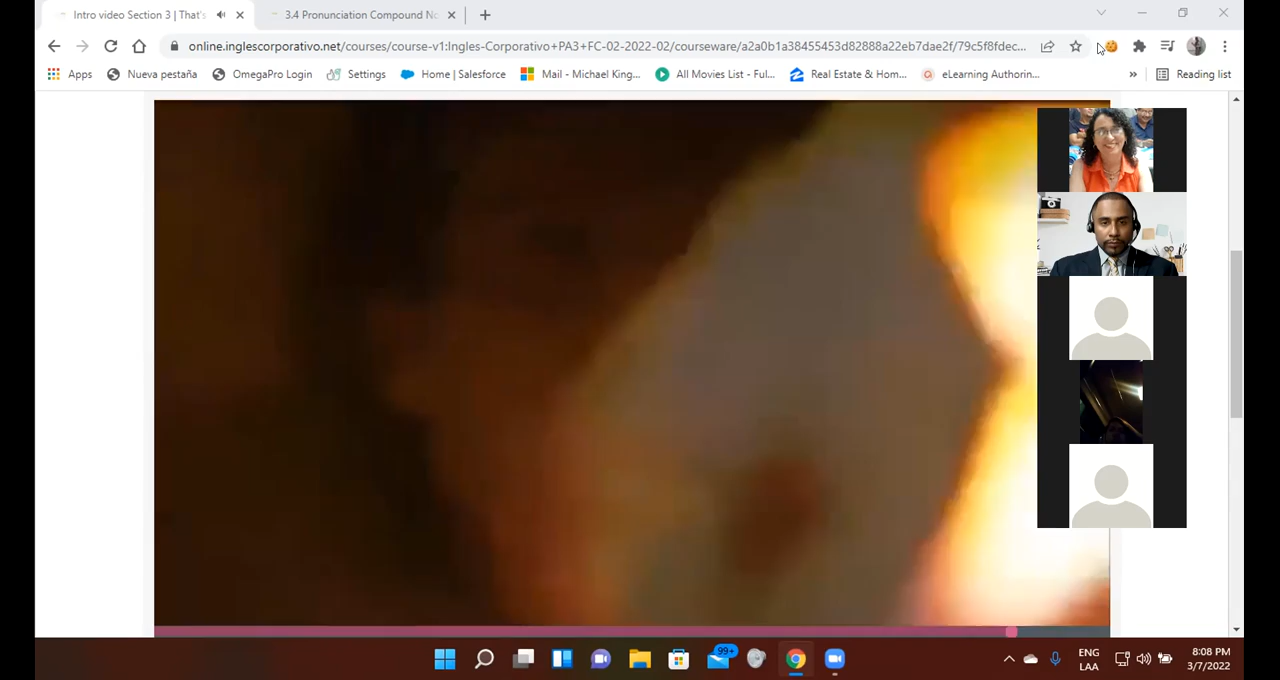 Intro video Section 3 | That's
3.4 Pronunciation Compound No
online.inglescorporativo.net/courses/course-v1:Ingles-Corporativo+PA3+FC-02-2022-02/courseware/a2a0b1a38455453d82888a22eb7dae2f/79c5f8fdec...
Apps Nueva pestaña OmegaPro Login Settings Home | Salesforce Mail - Michael King... All Movies List - Ful... Real Estate & Hom... eLearning Authorin... » Reading list
99+
ENG
LAA
8:08 PM
3/7/2022